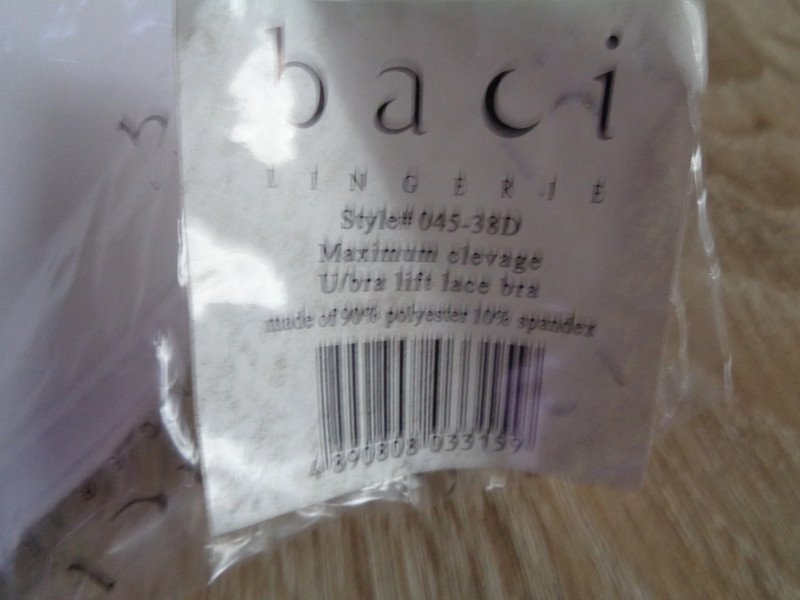 baci
LINGERIE
Style# 045-38D
Maximum clevage
U/bra lift lace bra
made of 90% polyester 10% spandex
4 890808 033159